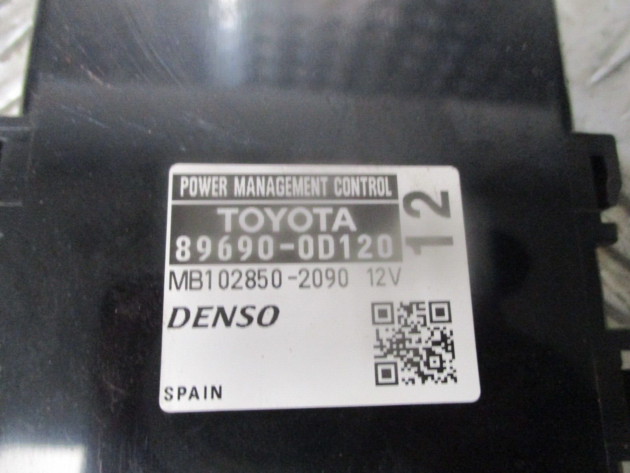 POWER MANAGEMENT CONTROL
TOYOTA
89690-0D120
12
MB102850-2090 12V
DENSO
SPAIN